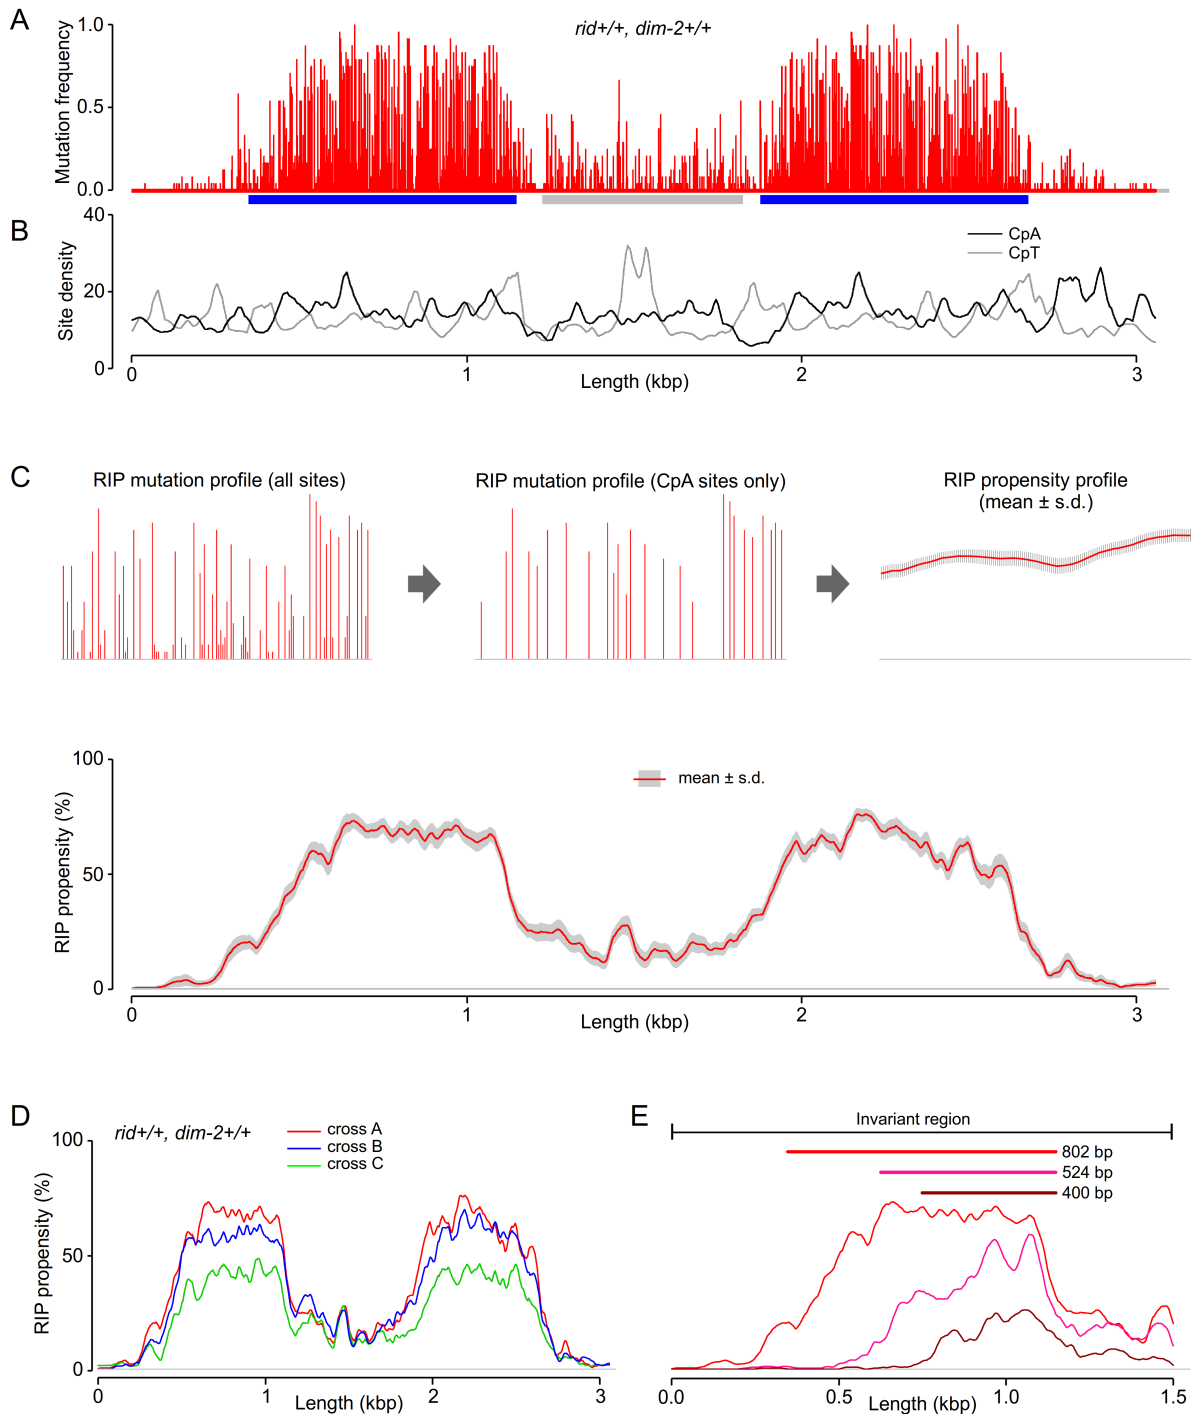 A
rid+/+, dim-2+/+
Mutation frequency
1.0
0.5
0.0
B
Site density
40
20
0
CpA
CpT
0 1 2 3
Length (kbp)
C
RIP mutation profile (all sites)
RIP mutation profile (CpA sites only)
RIP propensity profile
(mean ± s.d.)
RIP propensity (%)
100
50
0
mean ± s.d.
0 1 2 3
Length (kbp)
D
rid+/+, dim-2+/+
cross A
cross B
cross C
RIP propensity (%)
100
50
0
0 1 2 3
Length (kbp)
E
Invariant region
802 bp
524 bp
400 bp
0.0 0.5 1.0 1.5
Length (kbp)